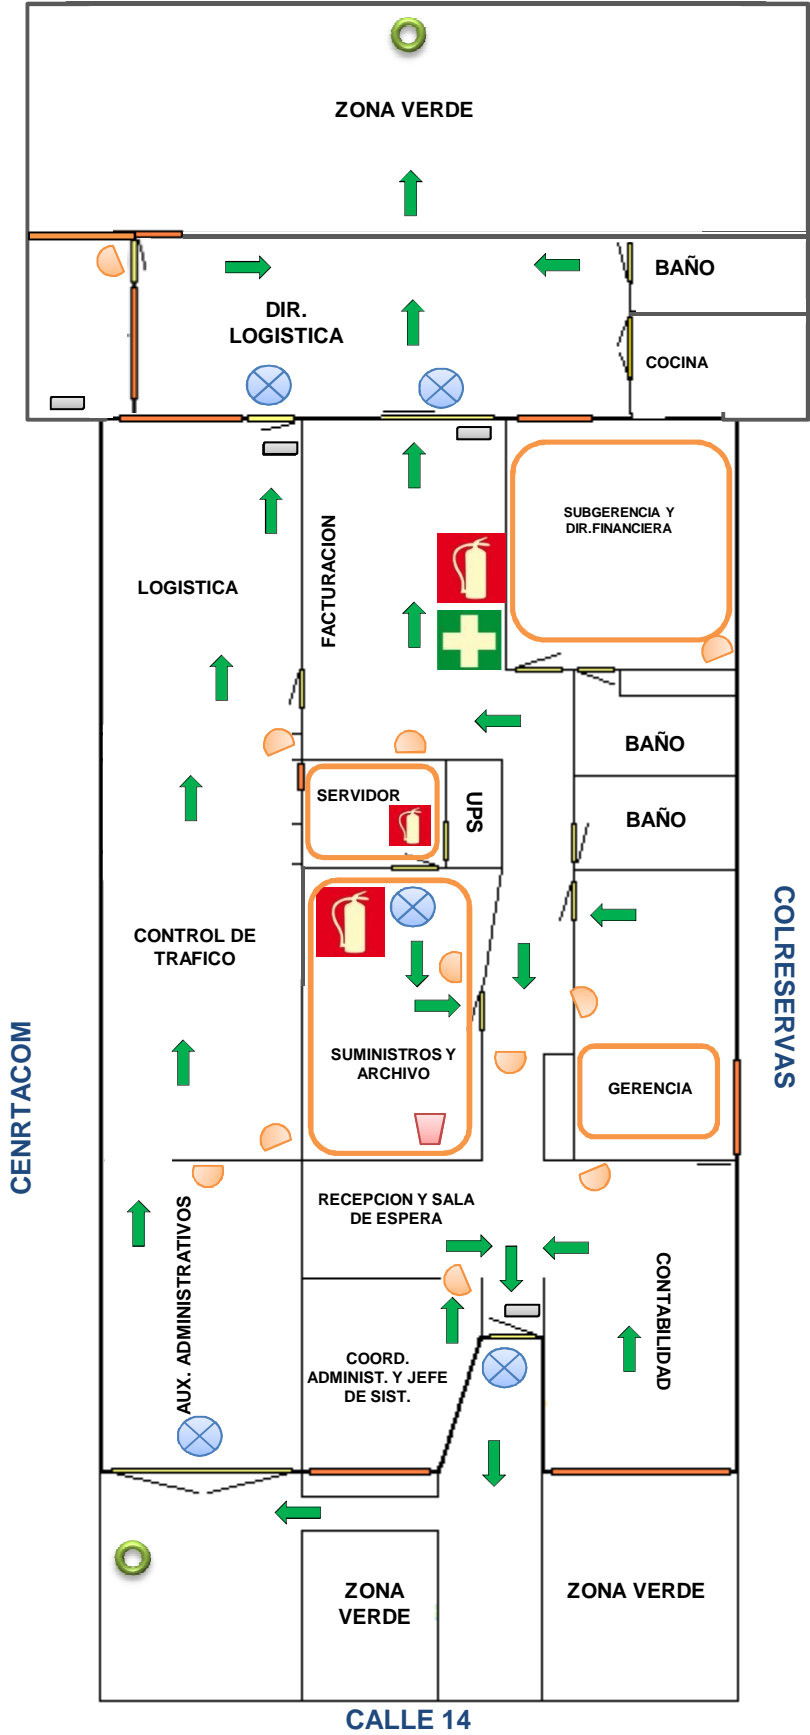 ZONA VERDE
BAÑO
DIR.
LOGISTICA
COCINA
SUBGERENCIA Y
DIR.FINANCIERA
FACTURACION
LOGISTICA
BAÑO
SERVIDOR
UPS
BAÑO
CONTROL DE
TRAFICO
COLRESERVAS
SUMINISTROS Y
ARCHIVO
GERENCIA
CENRTACOM
RECEPCION Y SALA
DE ESPERA
AUX. ADMINISTRATIVOS
CONTABILIDAD
COORD.
ADMINIST. Y JEFE
DE SIST.
ZONA
VERDE
ZONA VERDE
CALLE 14